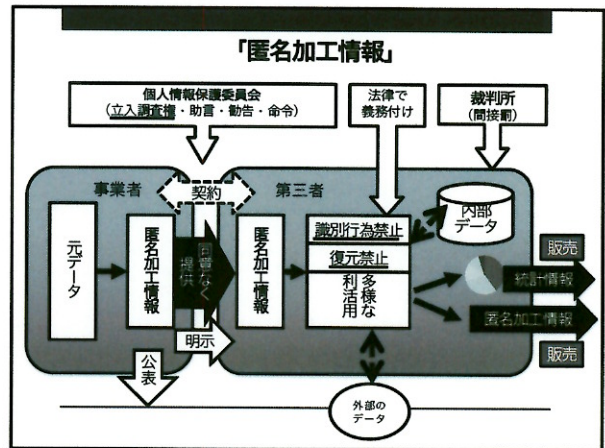 「匿名加工情報」
個人情報保護委員会
(立入調査権・助言・勧告・命令)
法律で
義務付け
裁判所
(間接罰)
事業者
契約
第三者
元データ
匿名加工情報
同意なく
提供
匿名加工情報
識別行為禁止
復元禁止
多様な
利活用
内部
データ
販売
統計情報
匿名加工情報
販売
明示
公表
外部の
データ